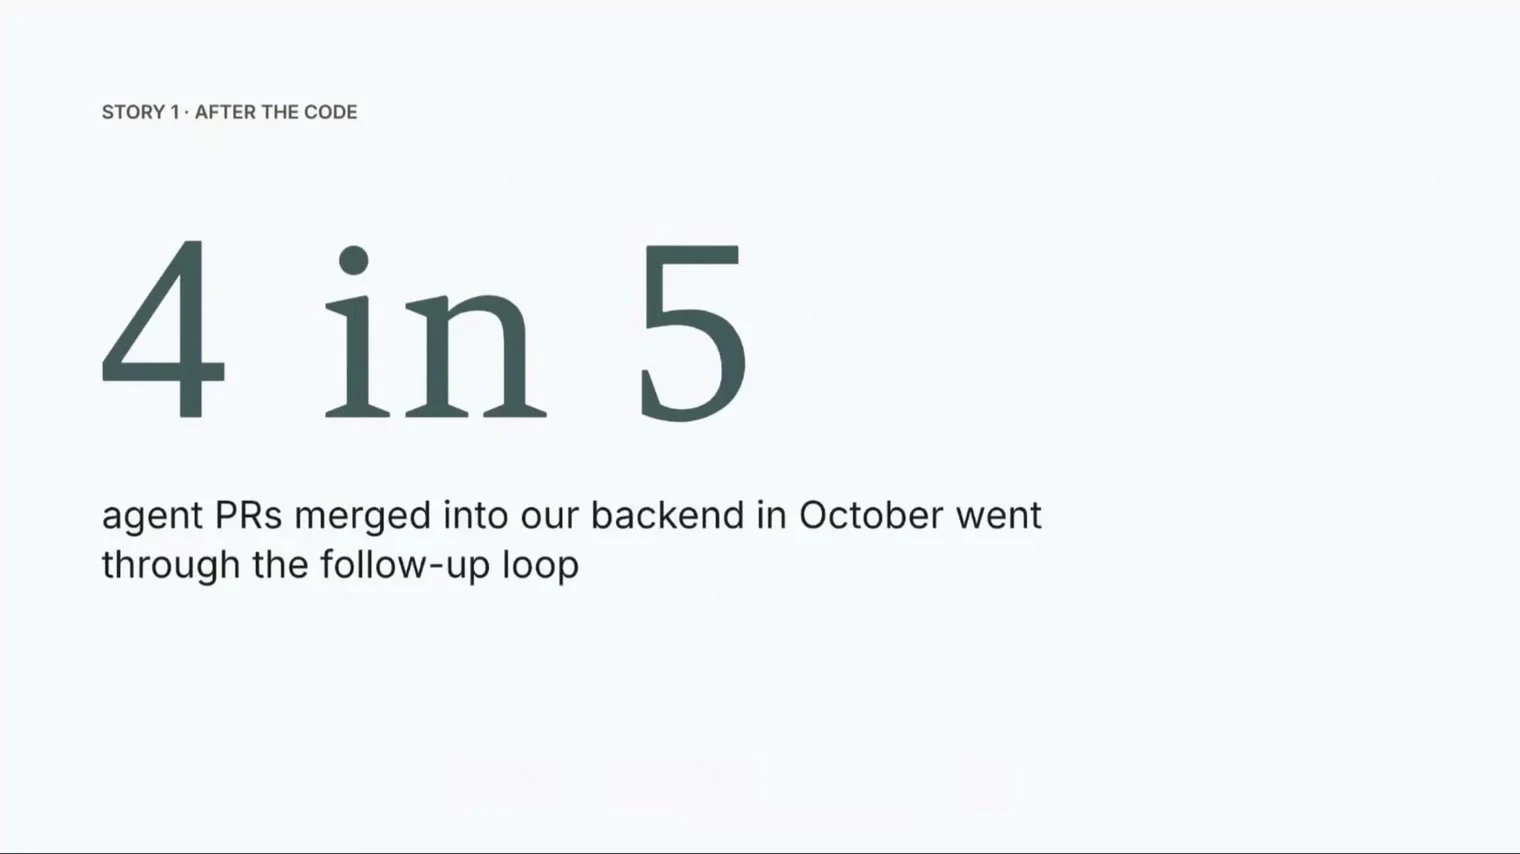 STORY 1 · AFTER THE CODE
4 in 5
agent PRs merged into our backend in October went
through the follow-up loop